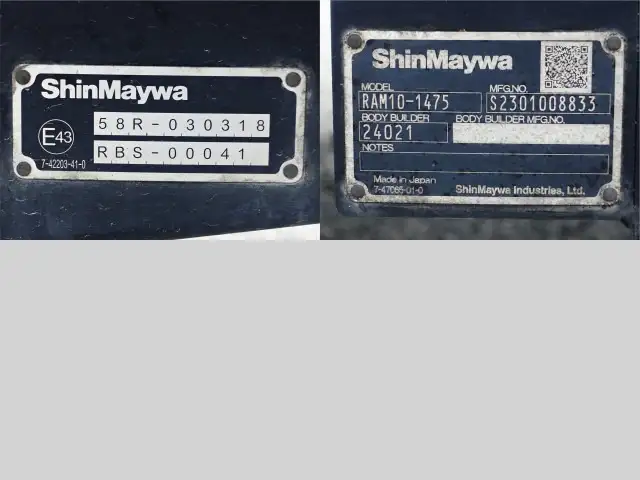 ShinMaywa
58R-030318
E43
RBS-00041
7-42203-41-0
ShinMaywa
MODEL MFG.NO.
RAM10-1475 S2301008833
BODY BUILDER BODY BUILDER MFG.NO.
24021
NOTES
Made in Japan
7-47085-01-0 ShinMaywa Industries, Ltd.